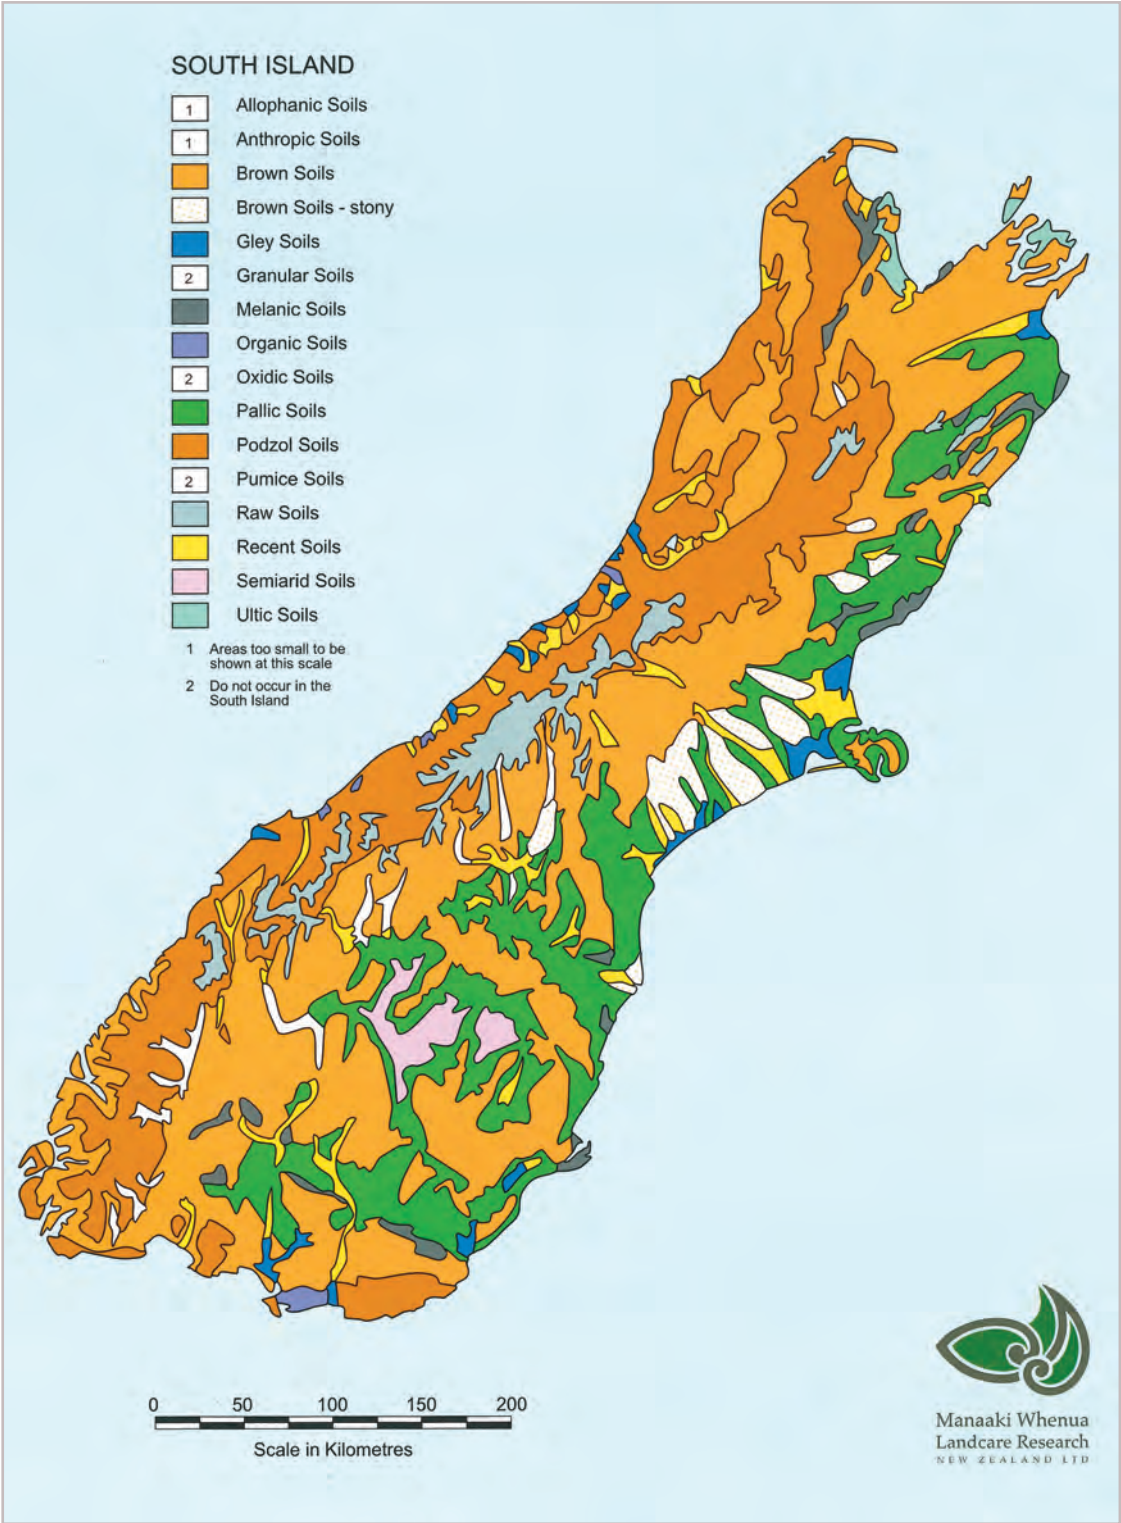 SOUTH ISLAND
1 Allophanic Soils
1 Anthropic Soils
Brown Soils
Brown Soils - stony
Gley Soils
2 Granular Soils
Melanic Soils
Organic Soils
2 Oxidic Soils
Pallic Soils
Podzol Soils
2 Pumice Soils
Raw Soils
Recent Soils
Semiarid Soils
Ultic Soils
1 Areas too small to be
shown at this scale
2 Do not occur in the
South Island
0 50 100 150 200
Scale in Kilometres
Manaaki Whenua
Landcare Research
NEW ZEALAND LTD